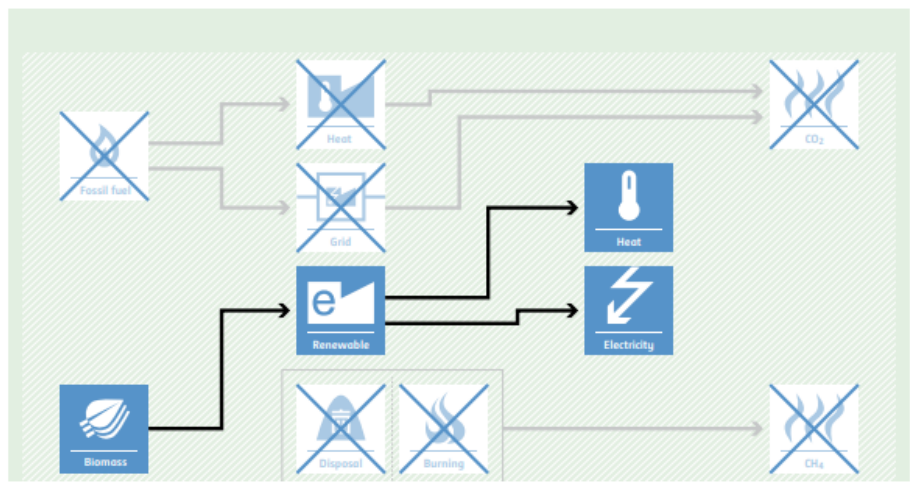 Heat
CO₂
Fossil fuel
Grid
Heat
e
Renewable
Electricity
Biomass
Disposal
Burning
CH₄